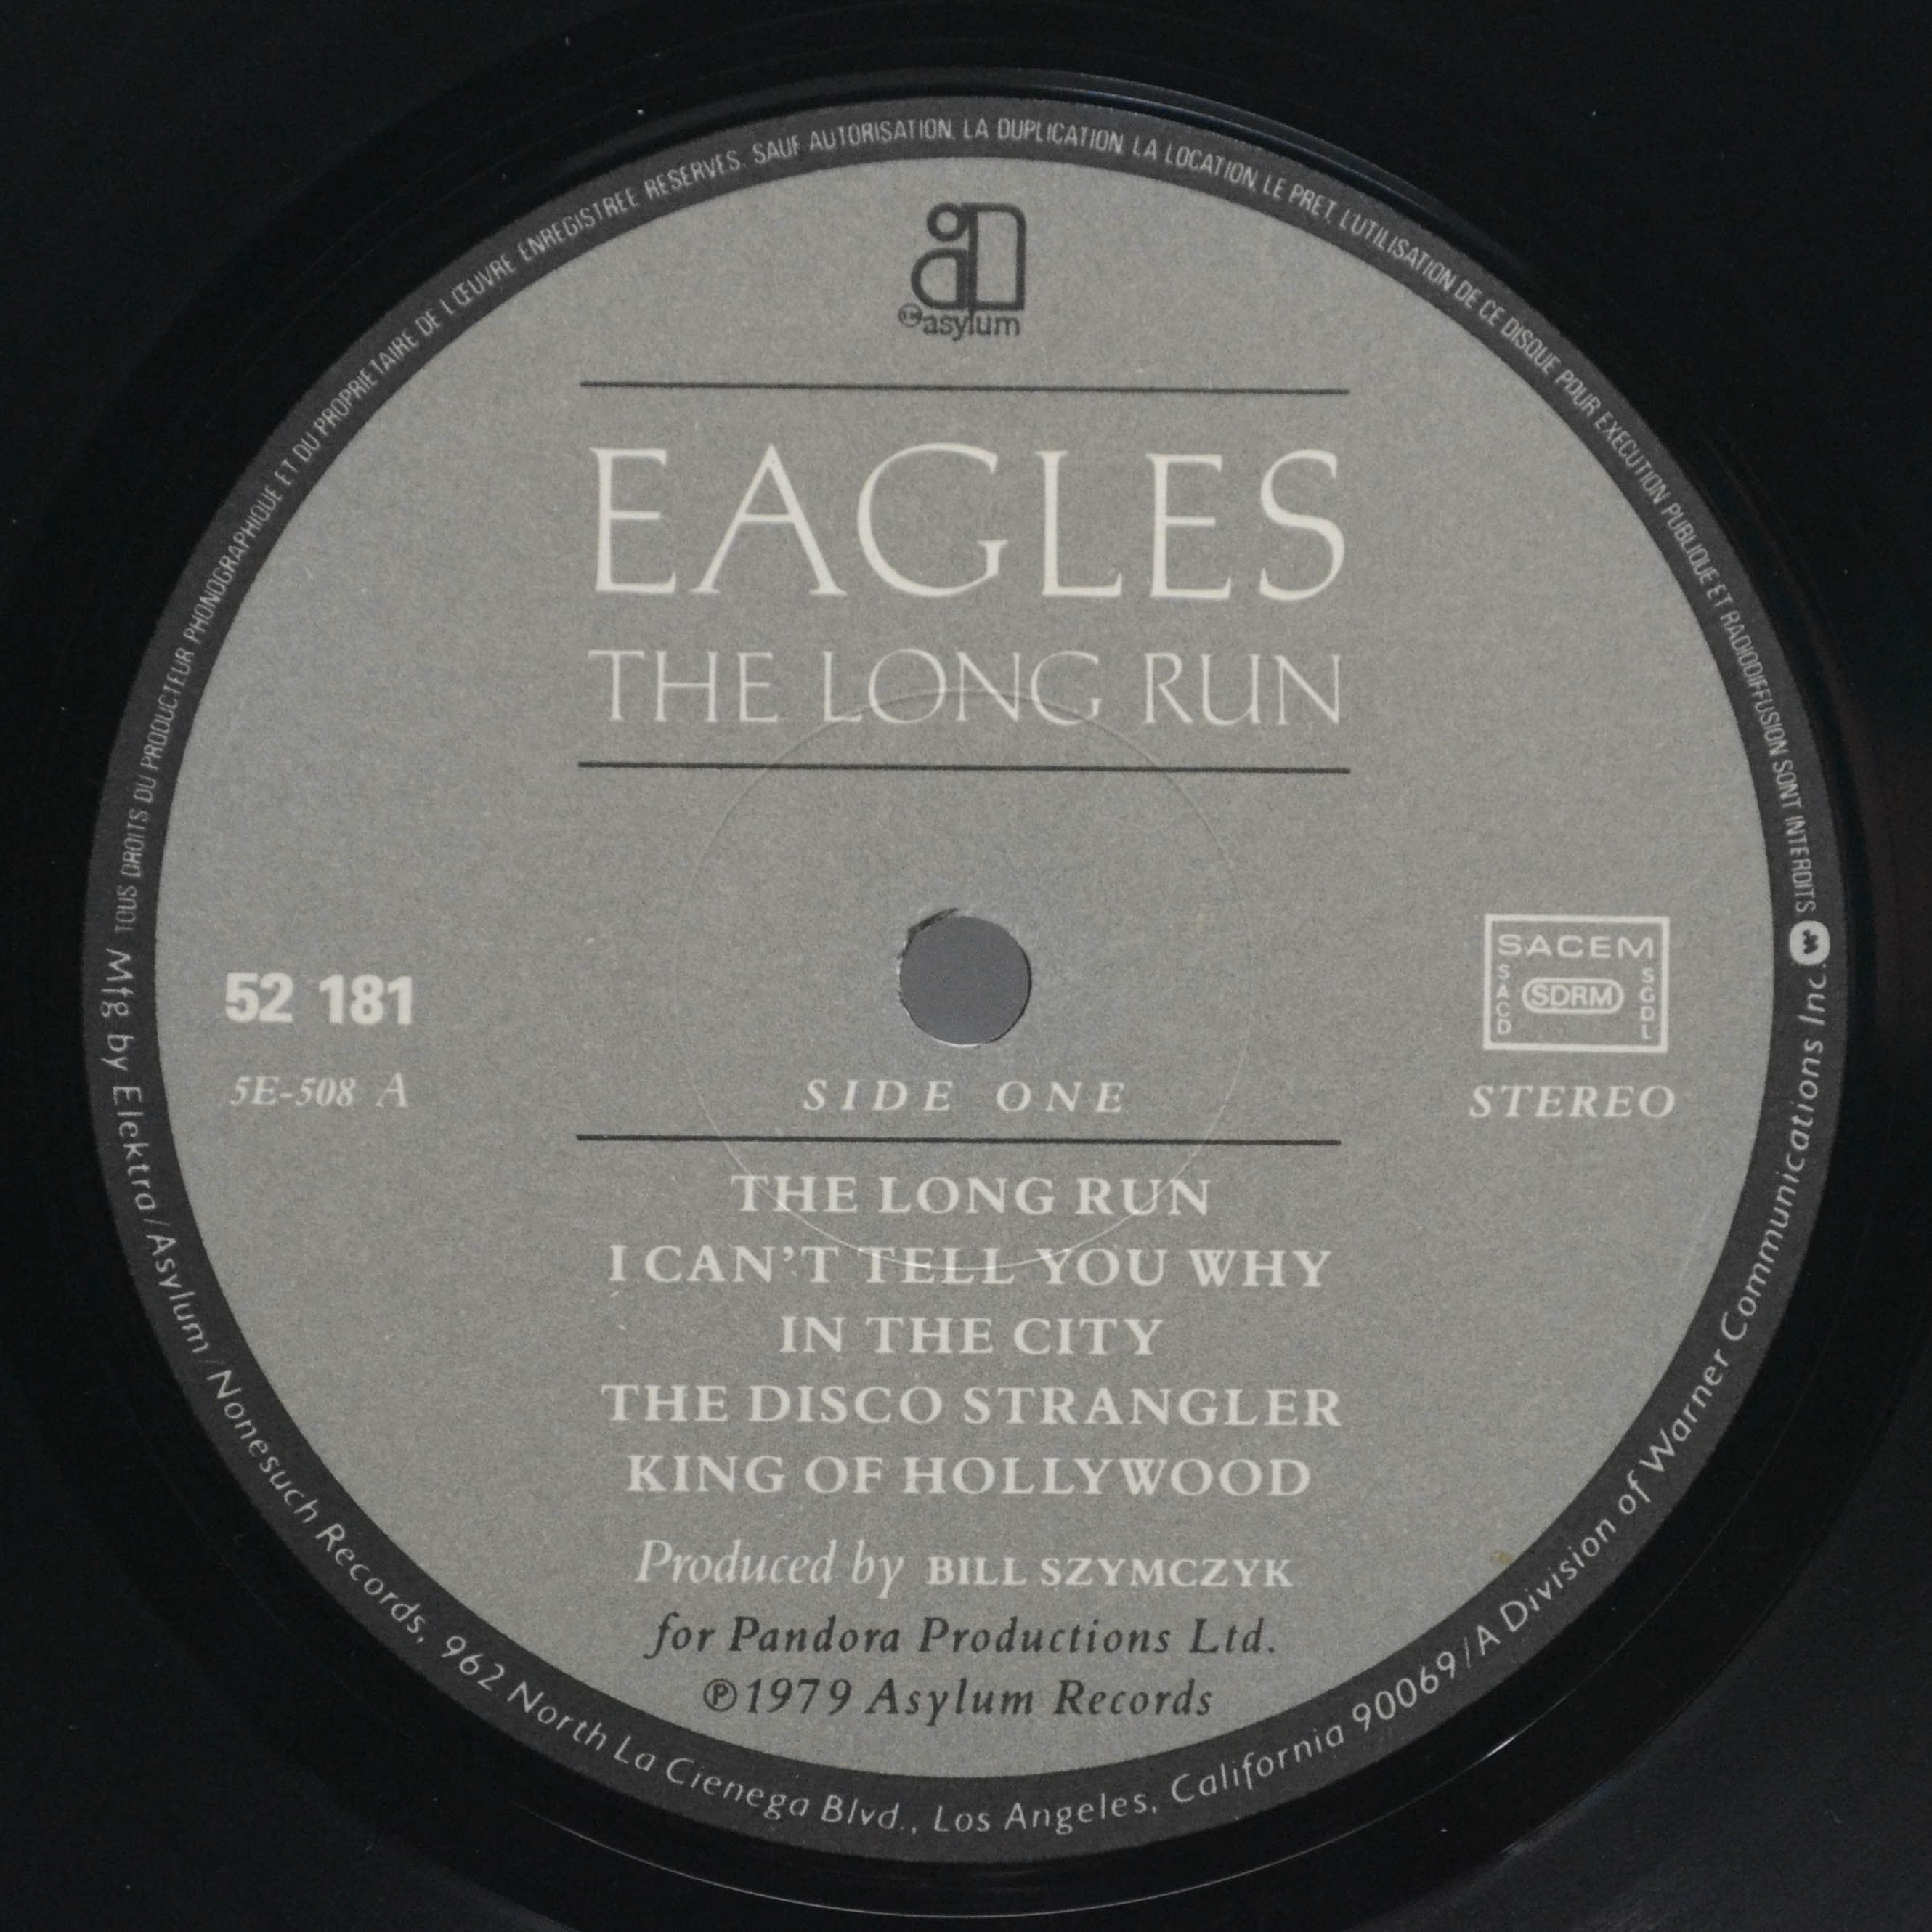 TOUS DROITS DU PRODUCTEUR PHONOGRAPHIQUE ET DU PROPRIETAIRE DE L ŒUVRE ENREGISTREE RESERVES. SAUF AUTORISATION, LA DUPLICATION, LA LOCATION, LE PRET, L'UTILISATION DE CE DISQUE POUR EXECUTION PUBLIQUE ET RADIODIFFUSION SONT INTERDITS
asylum
EAGLES
THE LONG RUN
52 181
5E-508 A
SIDE ONE
SACEM
SACD
SDRM
SGDL
STEREO
THE LONG RUN
I CAN'T TELL YOU WHY
IN THE CITY
THE DISCO STRANGLER
KING OF HOLLYWOOD
Produced by BILL SZYMCZYK
for Pandora Productions Ltd.
℗1979 Asylum Records
Mfg by Elektra/Asylum/Nonesuch Records, 962 North La Cienega Blvd., Los Angeles, California 90069/A Division of Warner Communications Inc.